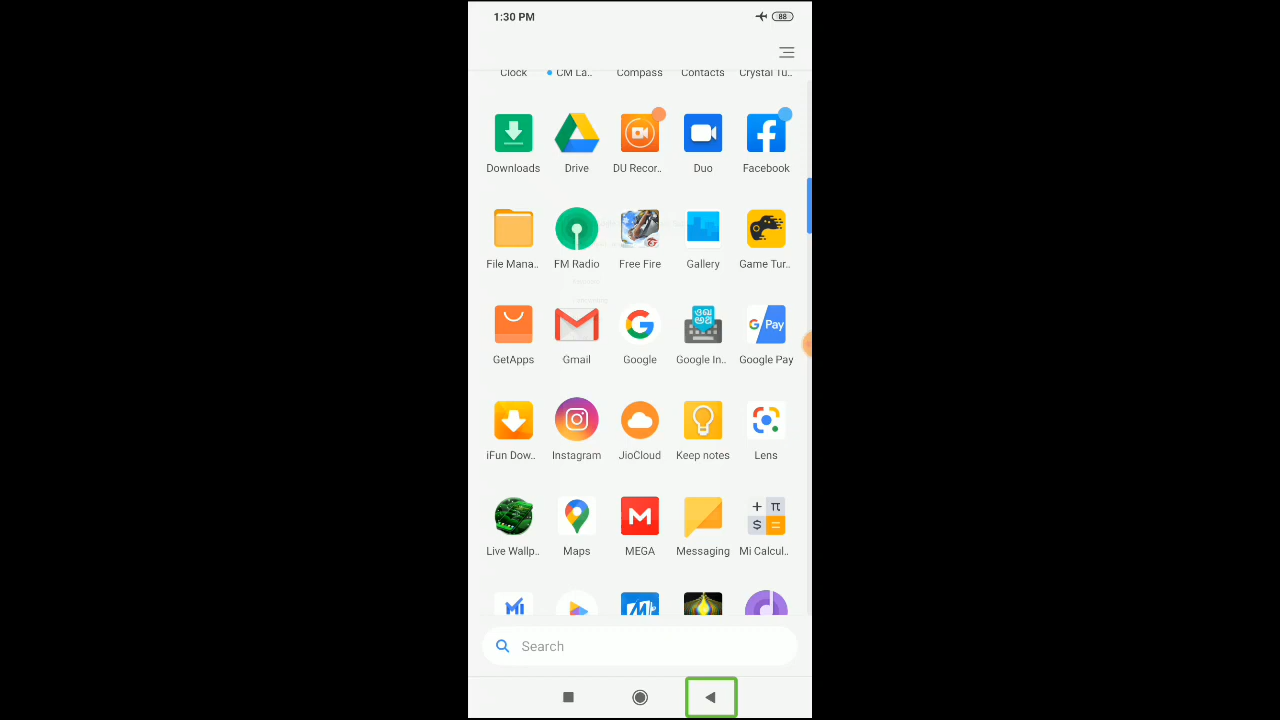 1:30 PM
88
Clock CM La.. Compass Contacts Crystal Tu..
Downloads Drive DU Recor.. Duo Facebook
File Mana.. FM Radio Free Fire Gallery Game Tur..
G Pay
GetApps Gmail Google Google In.. Google Pay
iFun Dow.. Instagram JioCloud Keep notes Lens
Live Wallp.. Maps MEGA Messaging Mi Calcul..
Search